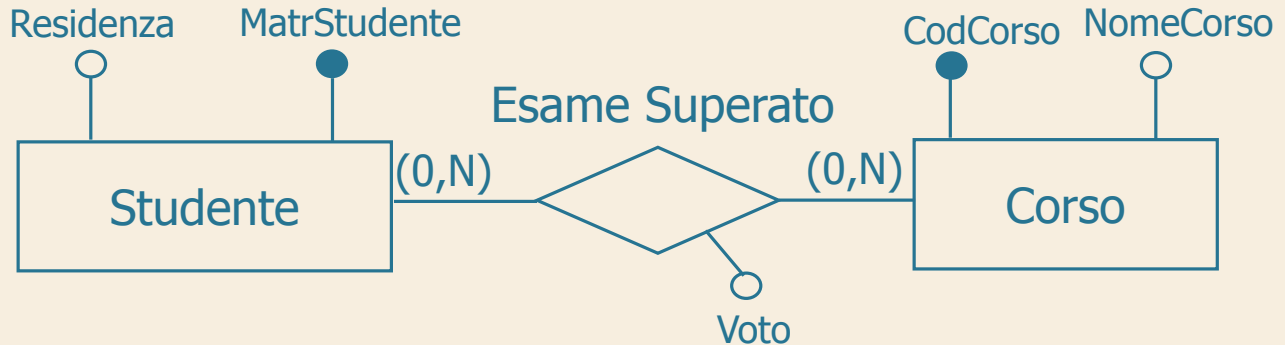 Residenza
MatrStudente
CodCorso
NomeCorso
Esame Superato
Studente
(0,N)
(0,N)
Corso
Voto